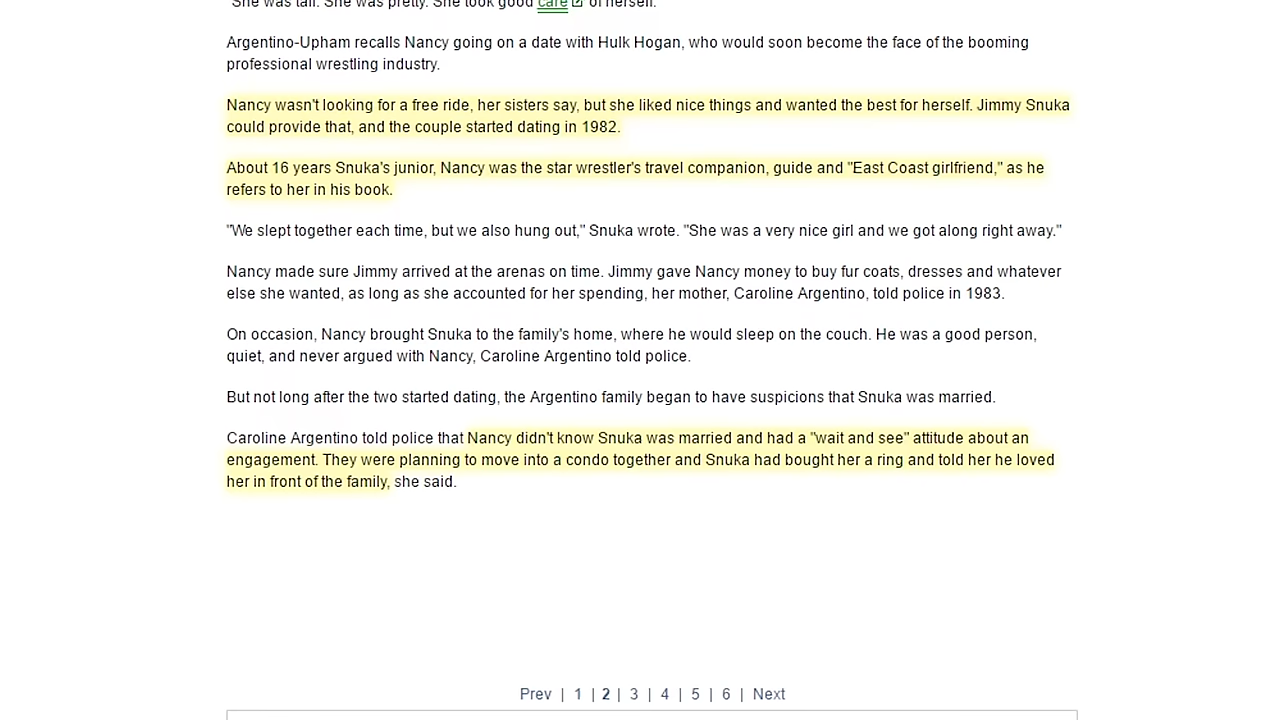 "She was tall. She was pretty. She took good care of herself.
Argentino-Upham recalls Nancy going on a date with Hulk Hogan, who would soon become the face of the booming
professional wrestling industry.
Nancy wasn't looking for a free ride, her sisters say, but she liked nice things and wanted the best for herself. Jimmy Snuka
could provide that, and the couple started dating in 1982.
About 16 years Snuka's junior, Nancy was the star wrestler's travel companion, guide and "East Coast girlfriend," as he
refers to her in his book.
"We slept together each time, but we also hung out," Snuka wrote. "She was a very nice girl and we got along right away."
Nancy made sure Jimmy arrived at the arenas on time. Jimmy gave Nancy money to buy fur coats, dresses and whatever
else she wanted, as long as she accounted for her spending, her mother, Caroline Argentino, told police in 1983.
On occasion, Nancy brought Snuka to the family's home, where he would sleep on the couch. He was a good person,
quiet, and never argued with Nancy, Caroline Argentino told police.
But not long after the two started dating, the Argentino family began to have suspicions that Snuka was married.
Caroline Argentino told police that Nancy didn't know Snuka was married and had a "wait and see" attitude about an
engagement. They were planning to move into a condo together and Snuka had bought her a ring and told her he loved
her in front of the family, she said.
Prev | 1 | 2 | 3 | 4 | 5 | 6 | Next